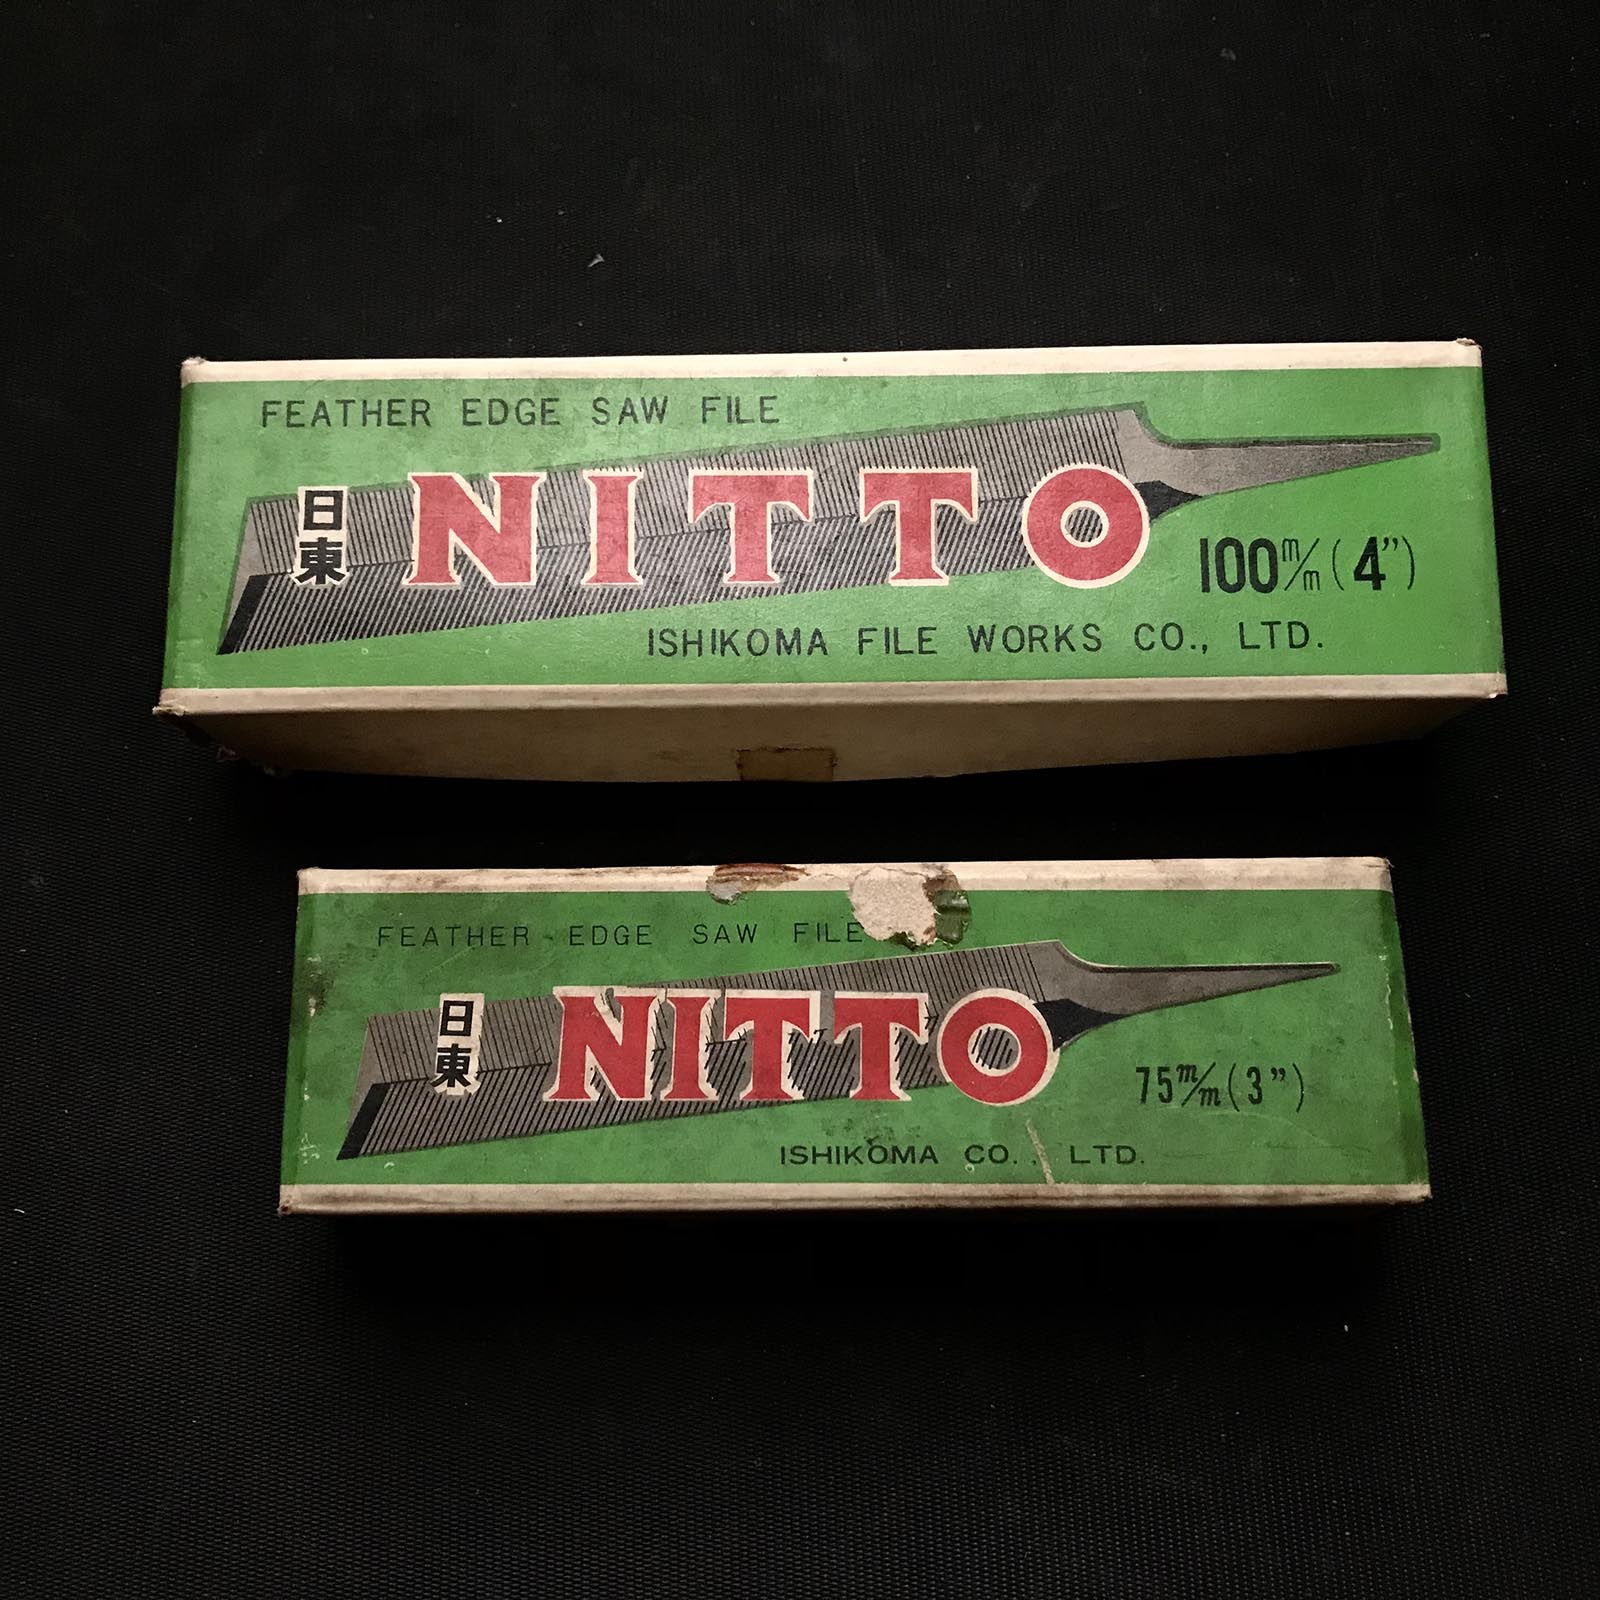 FEATHER EDGE SAW FILE
日東
NITTO
100m/m (4")
ISHIKOMA FILE WORKS CO., LTD.
FEATHER EDGE SAW FILE
日東
NITTO
75m/m (3")
ISHIKOMA CO., LTD.